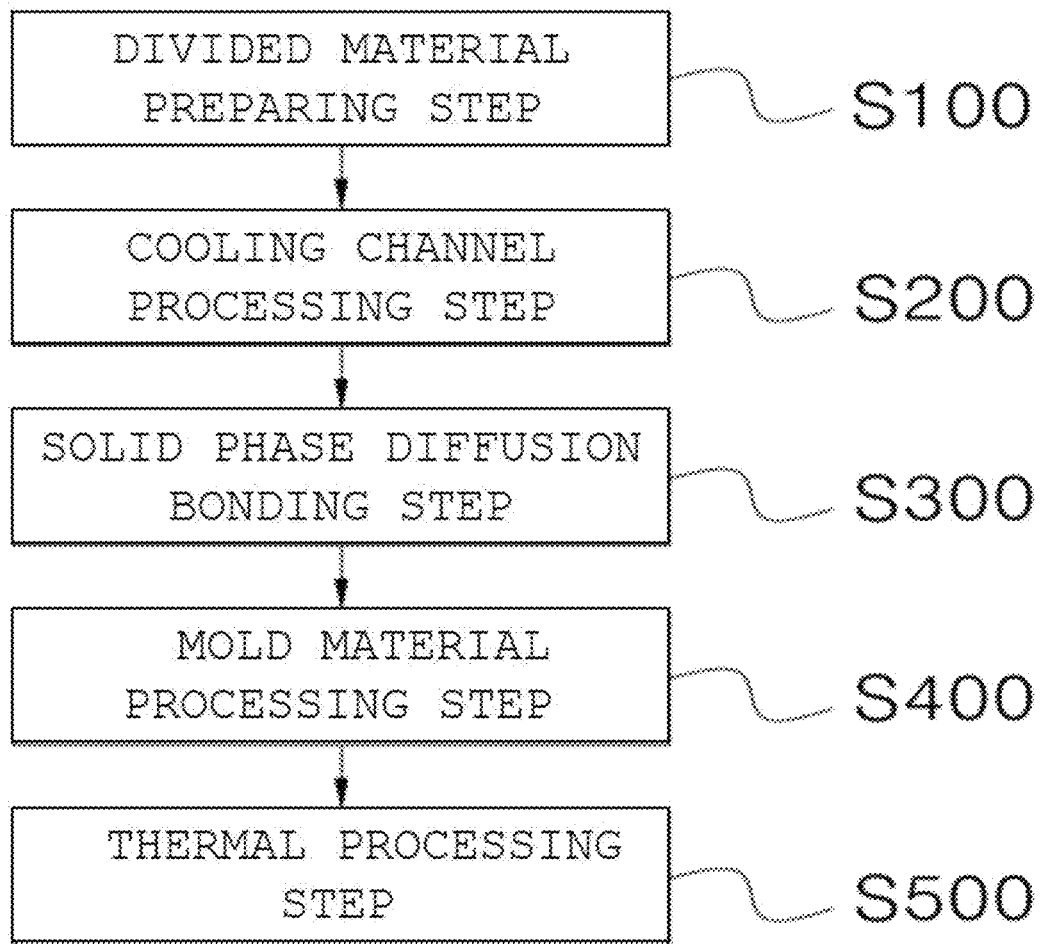 DIVIDED MATERIAL
PREPARING STEP
S100
COOLING CHANNEL
PROCESSING STEP
S200
SOLID PHASE DIFFUSION
BONDING STEP
S300
MOLD MATERIAL
PROCESSING STEP
S400
THERMAL PROCESSING
STEP
S500